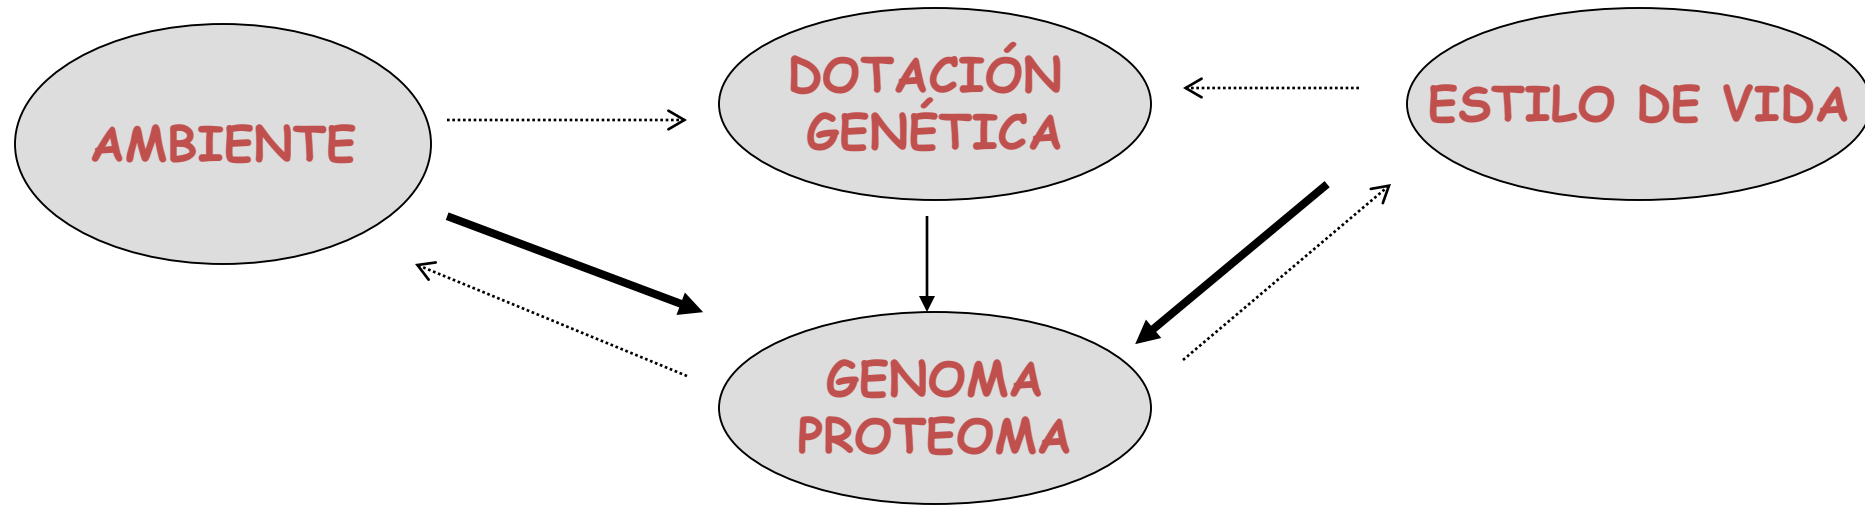 AMBIENTE
DOTACIÓN
GENÉTICA
ESTILO DE VIDA
GENOMA
PROTEOMA